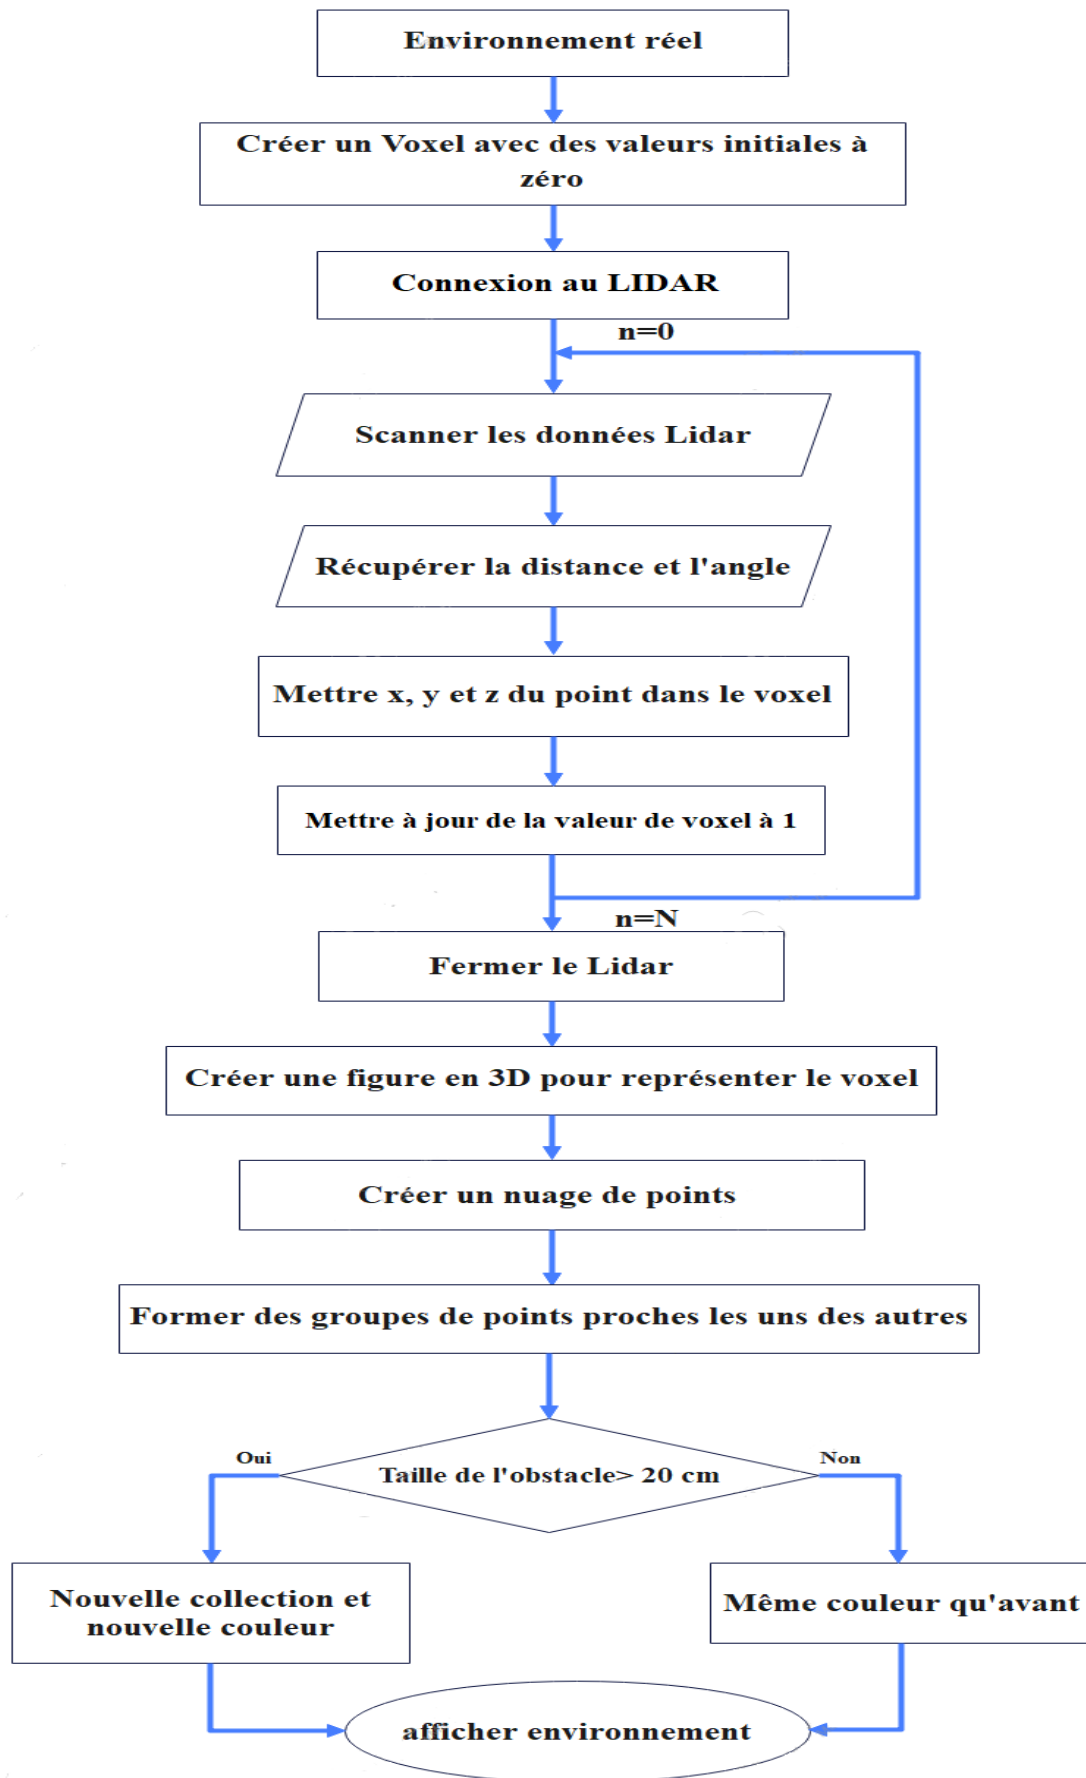 Environnement réel
Créer un Voxel avec des valeurs initiales à
zéro
Connexion au LIDAR
n=0
Scanner les données Lidar
Récupérer la distance et l'angle
Mettre x, y et z du point dans le voxel
Mettre à jour de la valeur de voxel à 1
n=N
Fermer le Lidar
Créer une figure en 3D pour représenter le voxel
Créer un nuage de points
Former des groupes de points proches les uns des autres
Oui
Non
Taille de l'obstacle> 20 cm
Nouvelle collection et
nouvelle couleur
Même couleur qu'avant
afficher environnement